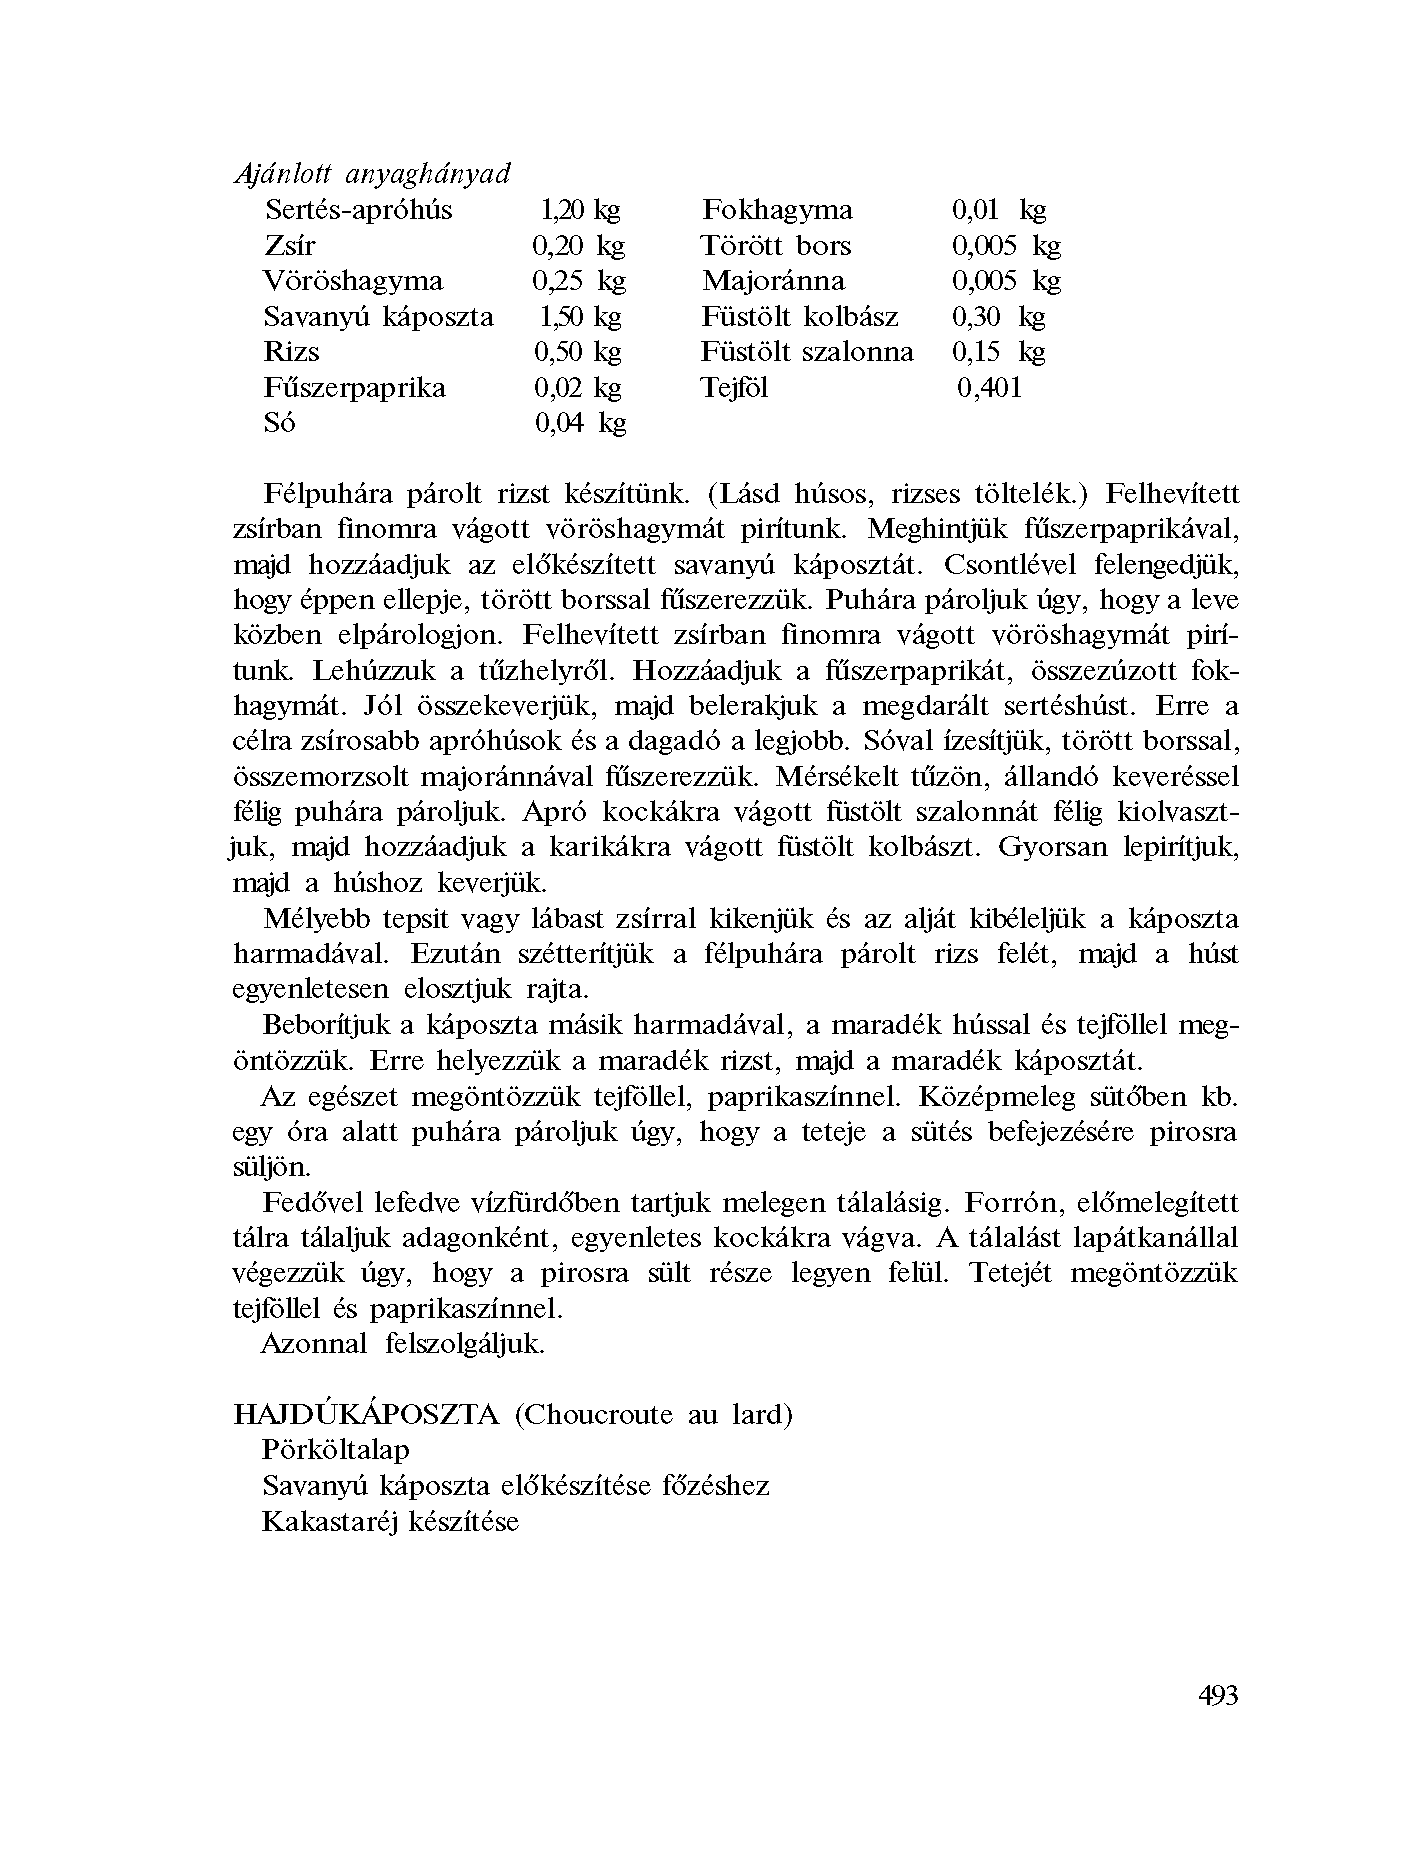 Ajánlott anyaghányad
Sertés-apróhús 1,20 kg Fokhagyma 0,01 kg
Zsír 0,20 kg Törött bors 0,005 kg
Vöröshagyma 0,25 kg Majoránna 0,005 kg
Savanyú káposzta 1,50 kg Füstölt kolbász 0,30 kg
Rizs 0,50 kg Füstölt szalonna 0,15 kg
Fűszerpaprika 0,02 kg Tejföl 0,401
Só 0,04 kg
Félpuhára párolt rizst készítünk. (Lásd húsos, rizses töltelék.) Felhevített
zsírban finomra vágott vöröshagymát pirítunk. Meghintjük fűszerpaprikával,
majd hozzáadjuk az előkészített savanyú káposztát. Csontlével felengedjük,
hogy éppen ellepje, törött borssal fűszerezzük. Puhára pároljuk úgy, hogy a leve
közben elpárologjon. Felhevített zsírban finomra vágott vöröshagymát pirí-
tunk. Lehúzzuk a tűzhelyről. Hozzáadjuk a fűszerpaprikát, összezúzott fok-
hagymát. Jól összekeverjük, majd belerakjuk a megdarált sertéshúst. Erre a
célra zsírosabb apróhúsok és a dagadó a legjobb. Sóval ízesítjük, törött borssal,
összemorzsolt majoránnával fűszerezzük. Mérsékelt tűzön, állandó keveréssel
félig puhára pároljuk. Apró kockákra vágott füstölt szalonnát félig kiolvaszt-
juk, majd hozzáadjuk a karikákra vágott füstölt kolbászt. Gyorsan lepirítjuk,
majd a húshoz keverjük.
Mélyebb tepsit vagy lábast zsírral kikenjük és az alját kibéleljük a káposzta
harmadával. Ezután szétterítjük a félpuhára párolt rizs felét, majd a húst
egyenletesen elosztjuk rajta.
Beborítjuk a káposzta másik harmadával, a maradék hússal és tejföllel meg-
öntözzük. Erre helyezzük a maradék rizst, majd a maradék káposztát.
Az egészet megöntözzük tejföllel, paprikaszínnel. Középmeleg sütőben kb.
egy óra alatt puhára pároljuk úgy, hogy a teteje a sütés befejezésére pirosra
süljön.
Fedővel lefedve vízfürdőben tartjuk melegen tálalásig. Forrón, előmelegített
tálra tálaljuk adagonként, egyenletes kockákra vágva. A tálalást lapátkanállal
végezzük úgy, hogy a pirosra sült része legyen felül. Tetejét megöntözzük
tejföllel és paprikaszínnel.
Azonnal felszolgáljuk.
HAJDÚKÁPOSZTA (Choucroute au lard)
Pörköltalap
Savanyú káposzta előkészítése főzéshez
Kakastaréj készítése
493